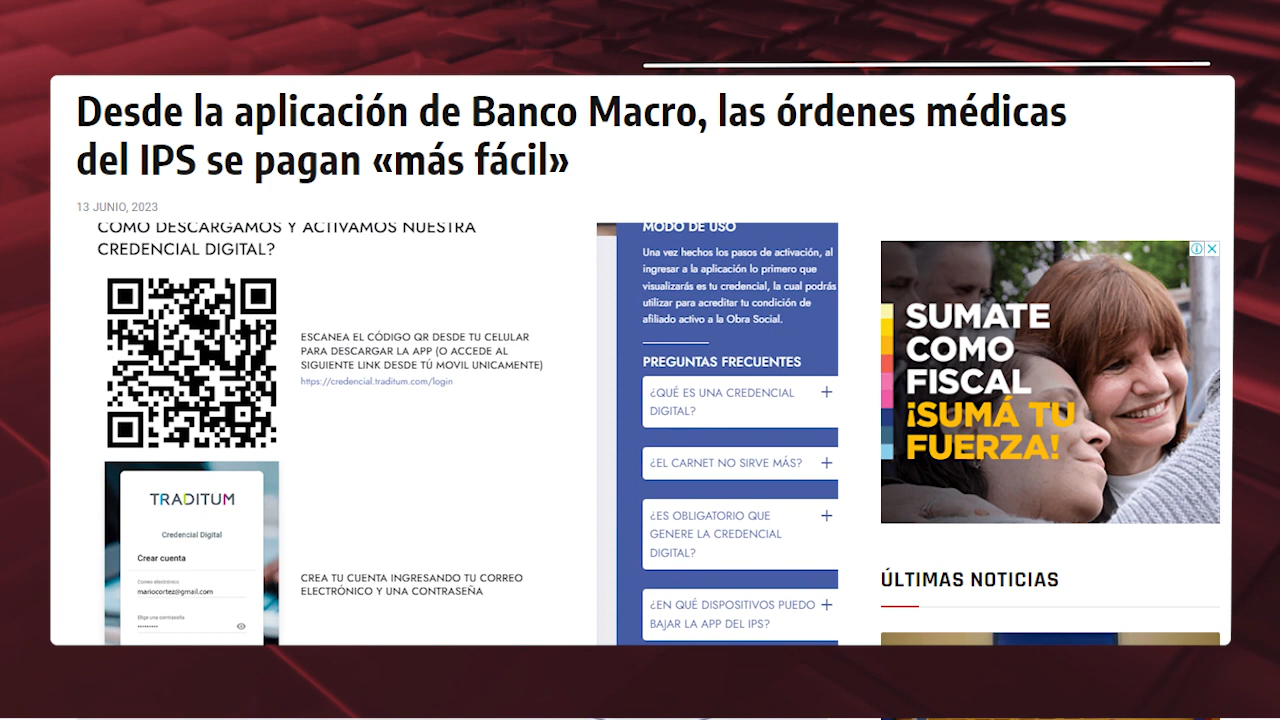 Desde la aplicación de Banco Macro, las órdenes médicas
del IPS se pagan «más fácil»
13 JUNIO, 2023
COMO DESCARGAMOS Y ACTIVAMOS NUESTRA
CREDENCIAL DIGITAL?
ESCANEA EL CÓDIGO QR DESDE TU CELULAR
PARA DESCARGAR LA APP (O ACCEDE AL
SIGUIENTE LINK DESDE TÚ MOVIL UNICAMENTE)
https://credencial.traditum.com/login
TRADITUM
Credencial Digital
Crear cuenta
Correo electrónico
mariocortez@gmail.com
Elige una contraseña
CREA TU CUENTA INGRESANDO TU CORREO
ELECTRÓNICO Y UNA CONTRASEÑA
MODO DE USO
Una vez hechos los pasos de activación, al
ingresar a la aplicación lo primero que
visualizarás es tu credencial, la cual podrás
utilizar para acreditar tu condición de
afiliado activo a la Obra Social.
PREGUNTAS FRECUENTES
¿QUÉ ES UNA CREDENCIAL
DIGITAL?
¿EL CARNET NO SIRVE MÁS?
¿ES OBLIGATORIO QUE
GENERE LA CREDENCIAL
DIGITAL?
¿EN QUÉ DISPOSITIVOS PUEDO
BAJAR LA APP DEL IPS?
SUMATE
COMO
FISCAL
¡SUMÁ TU
FUERZA!
ÚLTIMAS NOTICIAS